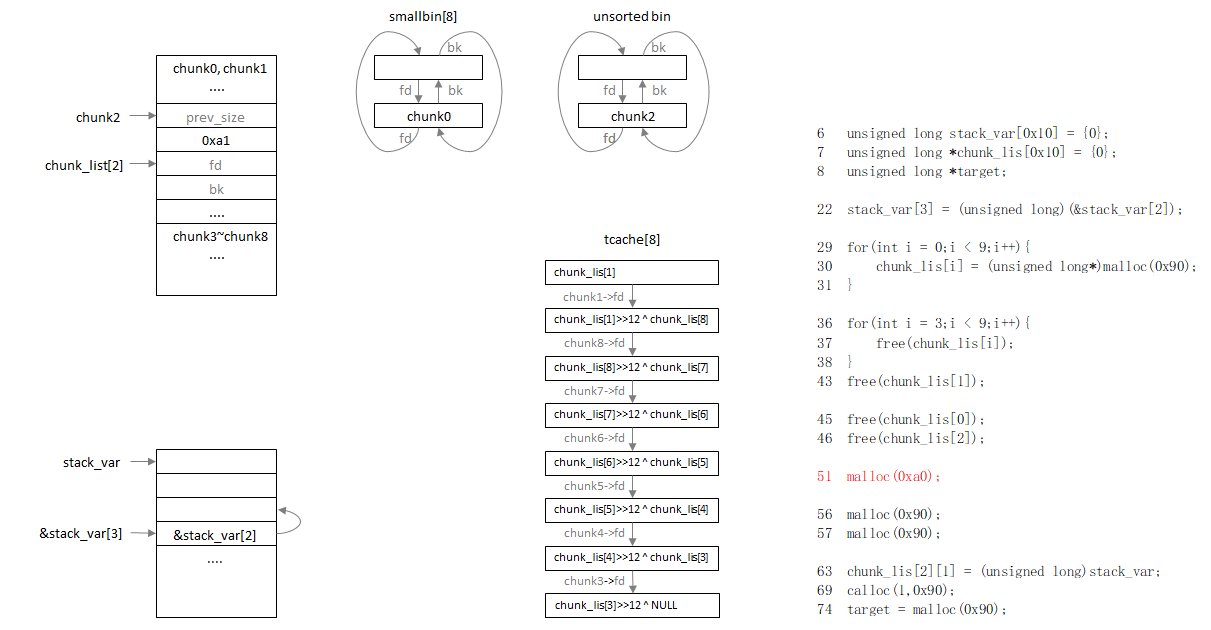 smallbin[8]
bk
fd
bk
chunk0
fd
unsorted bin
bk
fd
bk
chunk2
fd
chunk0, chunk1
....
chunk2
prev_size
0xa1
chunk_list[2]
fd
bk
....
chunk3~chunk8
....
stack_var
&stack_var[3]
&stack_var[2]
....
tcache[8]
chunk_lis[1]
chunk1->fd
chunk_lis[1]>>12 ^ chunk_lis[8]
chunk8->fd
chunk_lis[8]>>12 ^ chunk_lis[7]
chunk7->fd
chunk_lis[7]>>12 ^ chunk_lis[6]
chunk6->fd
chunk_lis[6]>>12 ^ chunk_lis[5]
chunk5->fd
chunk_lis[5]>>12 ^ chunk_lis[4]
chunk4->fd
chunk_lis[4]>>12 ^ chunk_lis[3]
chunk3->fd
chunk_lis[3]>>12 ^ NULL
6 unsigned long stack_var[0x10] = {0};
7 unsigned long *chunk_lis[0x10] = {0};
8 unsigned long *target;
22 stack_var[3] = (unsigned long)(&stack_var[2]);
29 for(int i = 0;i < 9;i++){
30 chunk_lis[i] = (unsigned long*)malloc(0x90);
31 }
36 for(int i = 3;i < 9;i++){
37 free(chunk_lis[i]);
38 }
43 free(chunk_lis[1]);
45 free(chunk_lis[0]);
46 free(chunk_lis[2]);
51 malloc(0xa0);
56 malloc(0x90);
57 malloc(0x90);
63 chunk_lis[2][1] = (unsigned long)stack_var;
69 calloc(1,0x90);
74 target = malloc(0x90);